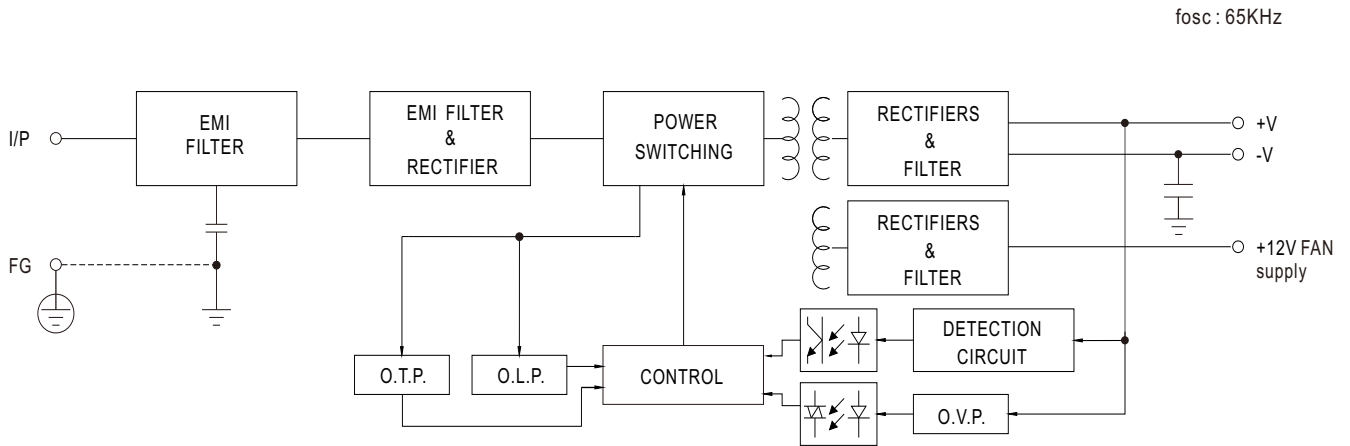 fosc : 65KHz
I/P
EMI
FILTER
EMI FILTER
&
RECTIFIER
POWER
SWITCHING
RECTIFIERS
&
FILTER
+V
-V
RECTIFIERS
&
FILTER
+12V FAN
supply
FG
O.T.P.
O.L.P.
CONTROL
DETECTION
CIRCUIT
O.V.P.